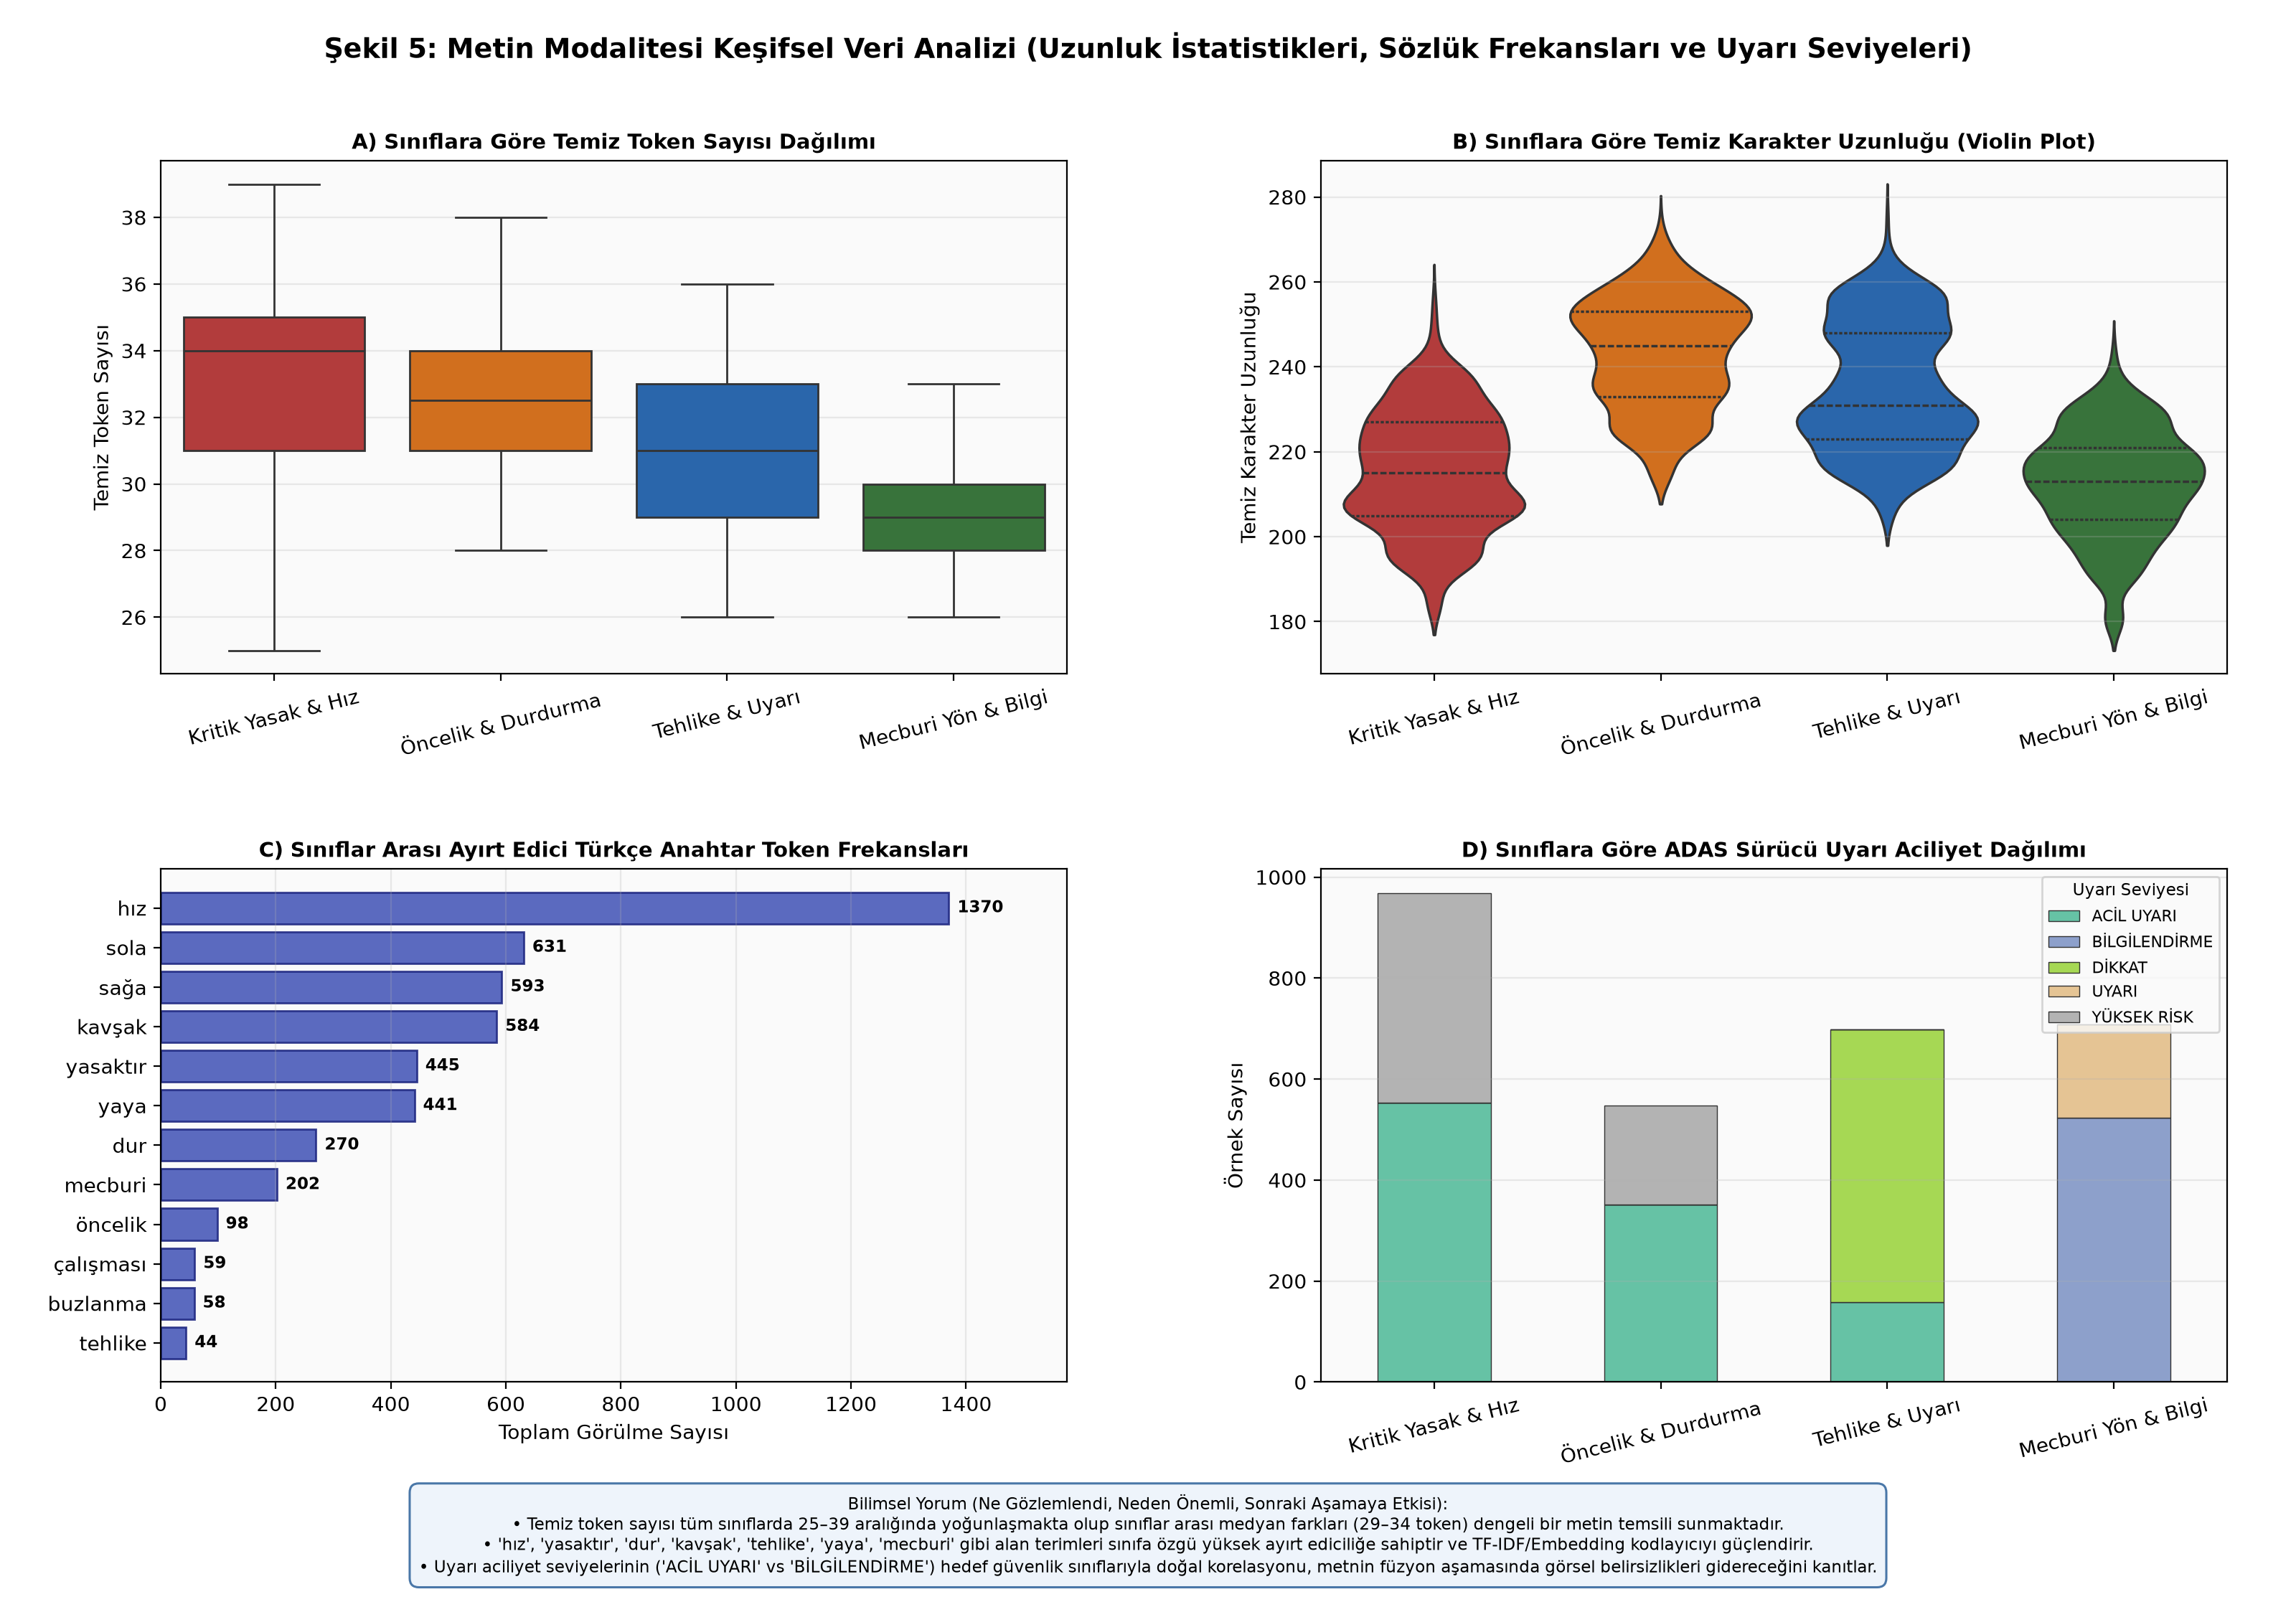 Şekil 5: Metin Modalitesi Keşifsel Veri Analizi (Uzunluk İstatistikleri, Sözlük Frekansları ve Uyarı Seviyeleri)
A) Sınıflara Göre Temiz Token Sayısı Dağılımı
Temiz Token Sayısı
38
36
34
32
30
28
26
Kritik Yasak & Hız
Öncelik & Durdurma
Tehlike & Uyarı
Mecburi Yön & Bilgi
B) Sınıflara Göre Temiz Karakter Uzunluğu (Violin Plot)
Temiz Karakter Uzunluğu
280
260
240
220
200
180
Kritik Yasak & Hız
Öncelik & Durdurma
Tehlike & Uyarı
Mecburi Yön & Bilgi
C) Sınıflar Arası Ayırt Edici Türkçe Anahtar Token Frekansları
hız 1370
sola 631
sağa 593
kavşak 584
yasaktır 445
yaya 441
dur 270
mecburi 202
öncelik 98
çalışması 59
buzlanma 58
tehlike 44
0 200 400 600 800 1000 1200 1400
Toplam Görülme Sayısı
D) Sınıflara Göre ADAS Sürücü Uyarı Aciliyet Dağılımı
Örnek Sayısı
1000
800
600
400
200
0
Uyarı Seviyesi
ACİL UYARI
BİLGİLENDİRME
DİKKAT
UYARI
YÜKSEK RİSK
Kritik Yasak & Hız
Öncelik & Durdurma
Tehlike & Uyarı
Mecburi Yön & Bilgi
Bilimsel Yorum (Ne Gözlemlendi, Neden Önemli, Sonraki Aşamaya Etkisi):
• Temiz token sayısı tüm sınıflarda 25–39 aralığında yoğunlaşmakta olup sınıflar arası medyan farkları (29–34 token) dengeli bir metin temsili sunmaktadır.
• 'hız', 'yasaktır', 'dur', 'kavşak', 'tehlike', 'yaya', 'mecburi' gibi alan terimleri sınıfa özgü yüksek ayırt ediciliğe sahiptir ve TF-IDF/Embedding kodlayıcıyı güçlendirir.
• Uyarı aciliyet seviyelerinin ('ACİL UYARI' vs 'BİLGİLENDİRME') hedef güvenlik sınıflarıyla doğal korelasyonu, metnin füzyon aşamasında görsel belirsizlikleri gidereceğini kanıtlar.